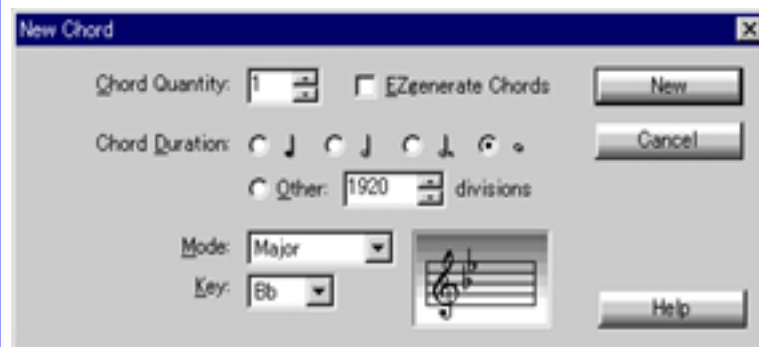 New Chord
Chord Quantity: 1 EZgenerate Chords New
Chord Duration: Cancel
Other: 1920 divisions
Mode: Major
Key: Bb
Help